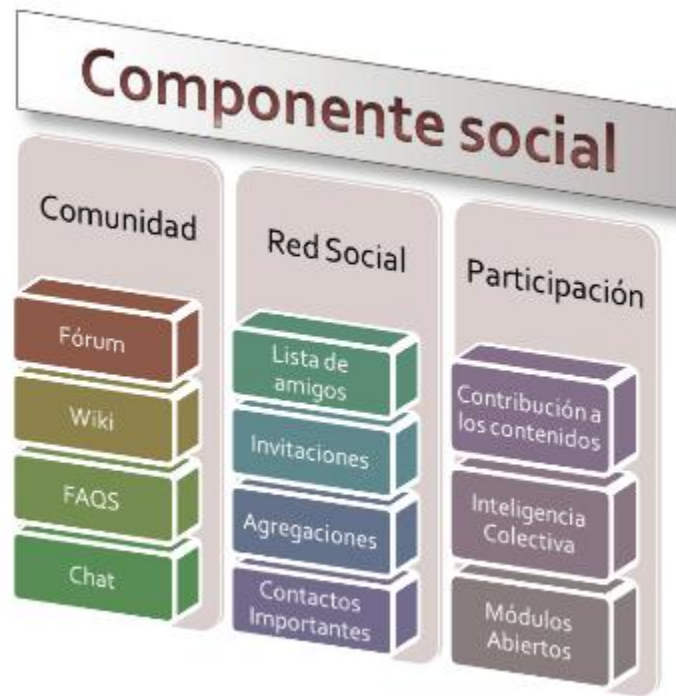 Componente social
Comunidad
Fórum
Wiki
FAQS
Chat
Red Social
Lista de
amigos
Invitaciones
Agregaciones
Contactos
Importantes
Participación
Contribución a
los contenidos
Inteligencia
Colectiva
Módulos
Abiertos